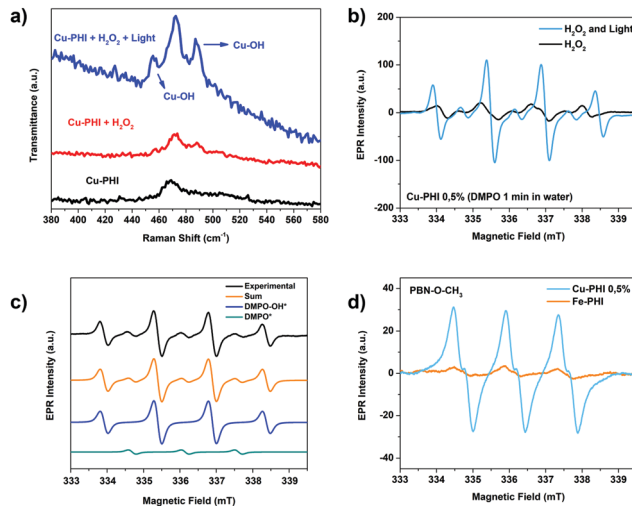 a)
Cu-PHI + H2O2 + Light
Cu-OH
Cu-OH
Cu-PHI + H2O2
Cu-PHI
Transmittance (a.u.)
380 400 420 440 460 480 500 520 540 560 580
Raman Shift (cm-1)
b)
H2O2 and Light
H2O2
200
100
0
-100
-200
EPR Intensity (a.u.)
Cu-PHI 0,5% (DMPO 1 min in water)
333 334 335 336 337 338 339
Magnetic Field (mT)
c)
Experimental
Sum
DMPO-OH*
DMPO*
EPR Intensity (a.u.)
333 334 335 336 337 338 339
Magnetic Field (mT)
d)
PBN-O-CH3
Cu-PHI 0,5%
Fe-PHI
40
20
0
-20
-40
EPR Intensity (a.u.)
333 334 335 336 337 338 339
Magnetic Field (mT)